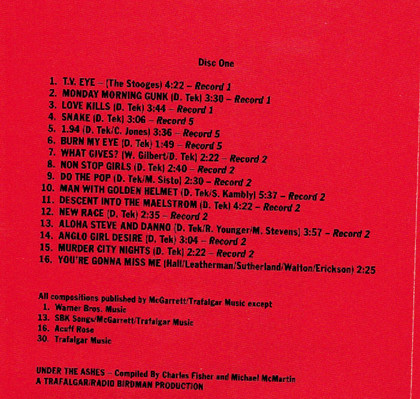 Disc One
1. T.V. EYE – (The Stooges) 4:22 – Record 1
2. MONDAY MORNING GUNK (D. Tek) 3:30 – Record 1
3. LOVE KILLS (D. Tek) 3:44 – Record 1
4. SNAKE (D. Tek) 3:06 – Record 5
5. 1.94 (D. Tek/C. Jones) 3:36 – Record 5
6. BURN MY EYE (D. Tek) 1:49 – Record 5
7. WHAT GIVES? (W. Gilbert/D. Tek) 2:22 – Record 2
8. NON STOP GIRLS (D. Tek) 2:40 – Record 2
9. DO THE POP (D. Tek/M. Sisto) 2:30 – Record 2
10. MAN WITH GOLDEN HELMET (D. Tek/S. Kambly) 5:37 – Record 2
11. DESCENT INTO THE MAELSTROM (D. Tek) 4:22 – Record 2
12. NEW RACE (D. Tek) 2:35 – Record 2
13. ALOHA STEVE AND DANNO (D. Tek/R. Younger/M. Stevens) 3:57 – Record 2
14. ANGLO GIRL DESIRE (D. Tek) 3:04 – Record 2
15. MURDER CITY NIGHTS (D. Tek) 2:22 – Record 2
16. YOU'RE GONNA MISS ME (Hall/Leatherman/Sutherland/Walton/Erickson) 2:25
All compositions published by McGarrett/Trafalgar Music except
1. Warner Bros. Music
13. SBK Songs/McGarrett/Trafalgar Music
16. Acuff Rose
30. Trafalgar Music
UNDER THE ASHES – Compiled By Charles Fisher and Michael McMartin
A TRAFALGAR/RADIO BIRDMAN PRODUCTION